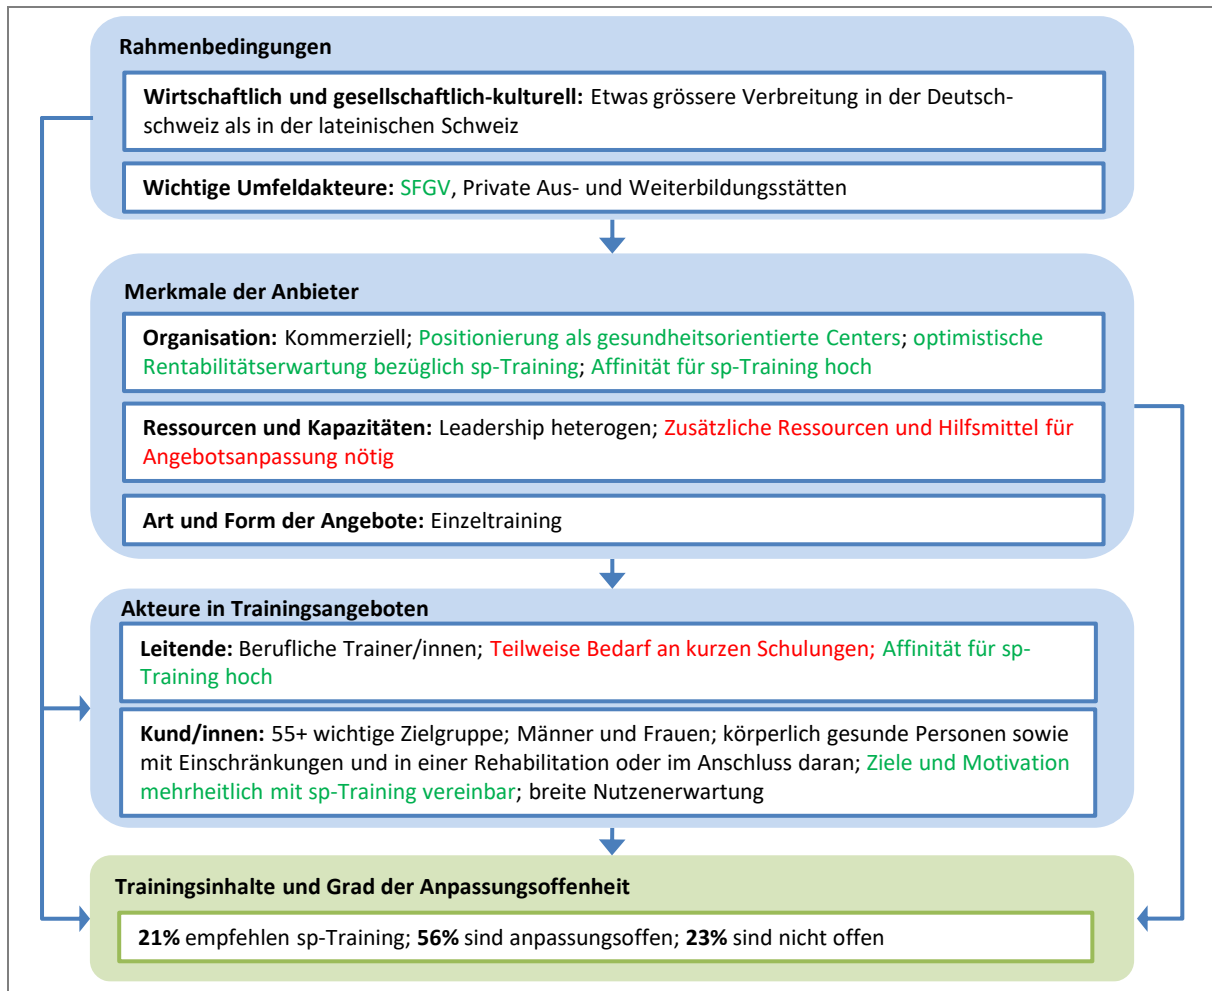 Rahmenbedingungen
Wirtschaftlich und gesellschaftlich-kulturell: Etwas grössere Verbreitung in der Deutsch-
schweiz als in der lateinischen Schweiz
Wichtige Umfeldakteure: SFGV, Private Aus- und Weiterbildungsstätten
Merkmale der Anbieter
Organisation: Kommerziell; Positionierung als gesundheitsorientierte Centers; optimistische
Rentabilitätserwartung bezüglich sp-Training; Affinität für sp-Training hoch
Ressourcen und Kapazitäten: Leadership heterogen; Zusätzliche Ressourcen und Hilfsmittel für
Angebotsanpassung nötig
Art und Form der Angebote: Einzeltraining
Akteure in Trainingsangeboten
Leitende: Berufliche Trainer/innen; Teilweise Bedarf an kurzen Schulungen; Affinität für sp-
Training hoch
Kund/innen: 55+ wichtige Zielgruppe; Männer und Frauen; körperlich gesunde Personen sowie
mit Einschränkungen und in einer Rehabilitation oder im Anschluss daran; Ziele und Motivation
mehrheitlich mit sp-Training vereinbar; breite Nutzenerwartung
Trainingsinhalte und Grad der Anpassungsoffenheit
21% empfehlen sp-Training; 56% sind anpassungsoffen; 23% sind nicht offen